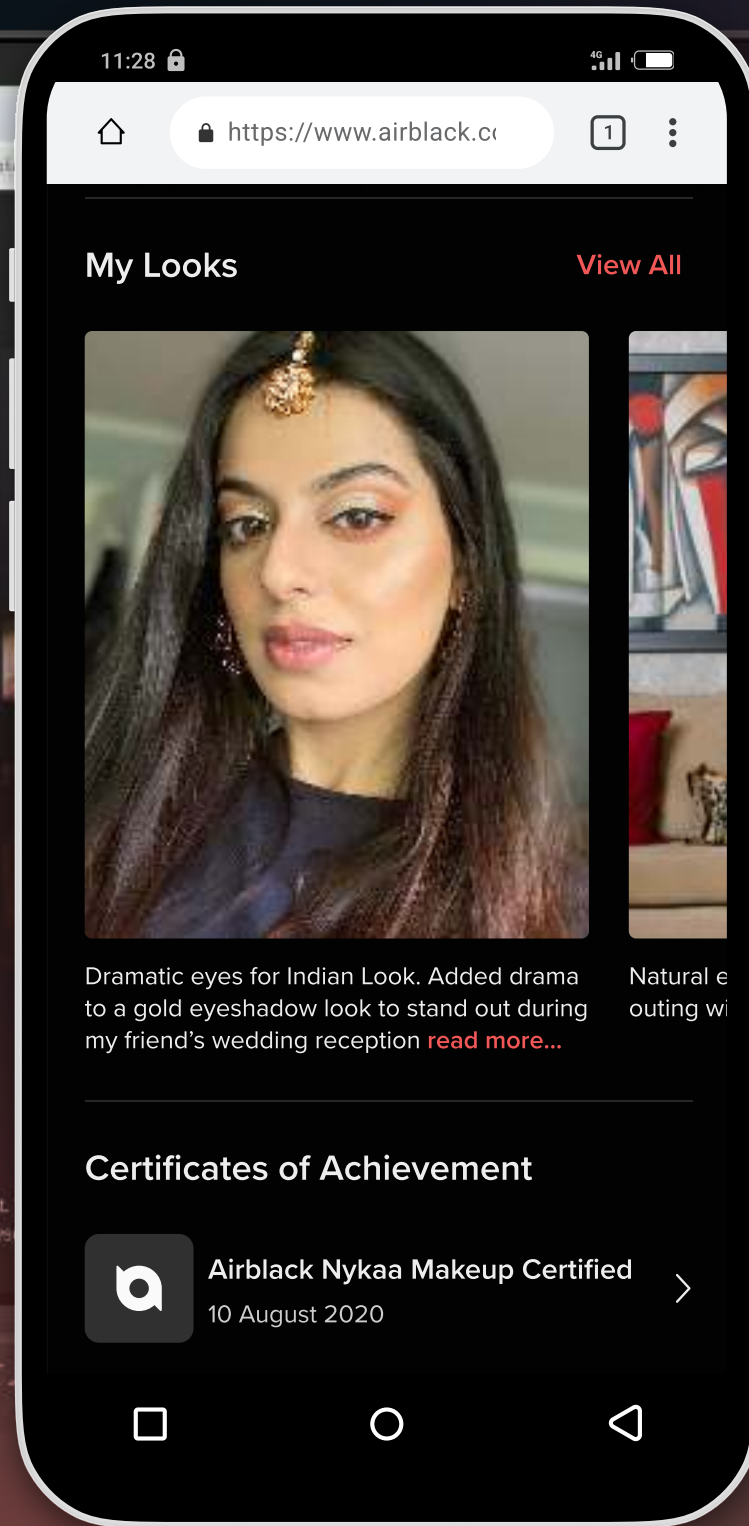 11:28
4G
https://www.airblack.co
1
My Looks
View All
Dramatic eyes for Indian Look. Added drama
to a gold eyeshadow look to stand out during
my friend’s wedding reception read more...
Natural e
outing wi
Certificates of Achievement
Airblack Nykaa Makeup Certified
10 August 2020